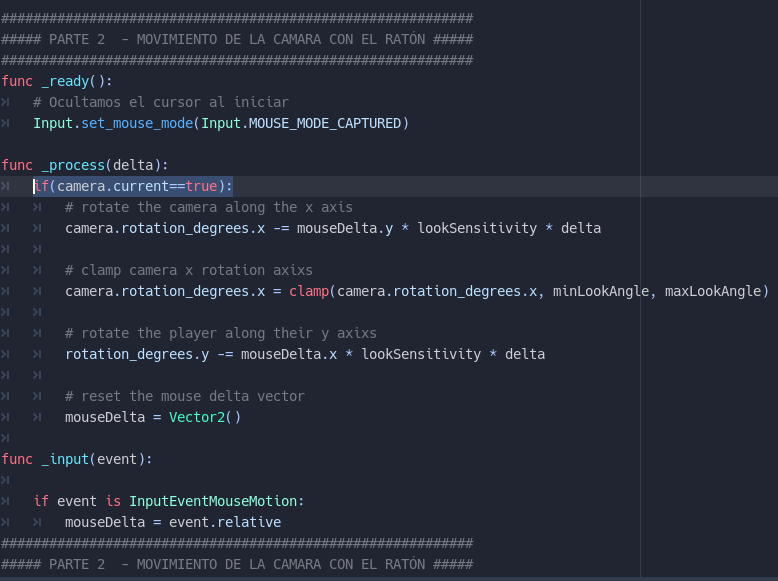 ###########################################################
##### PARTE 2  - MOVIMIENTO DE LA CAMARA CON EL RATÓN #####
###########################################################
func _ready():
    # Ocultamos el cursor al iniciar
    Input.set_mouse_mode(Input.MOUSE_MODE_CAPTURED)
func _process(delta):
    if(camera.current==true):
        # rotate the camera along the x axis
        camera.rotation_degrees.x -= mouseDelta.y * lookSensitivity * delta
        # clamp camera x rotation axixs
        camera.rotation_degrees.x = clamp(camera.rotation_degrees.x, minLookAngle, maxLookAngle)
        # rotate the player along their y axixs
        rotation_degrees.y -= mouseDelta.x * lookSensitivity * delta
        # reset the mouse delta vector
        mouseDelta = Vector2()
func _input(event):
    if event is InputEventMouseMotion:
        mouseDelta = event.relative
###########################################################
##### PARTE 2  - MOVIMIENTO DE LA CAMARA CON EL RATÓN #####